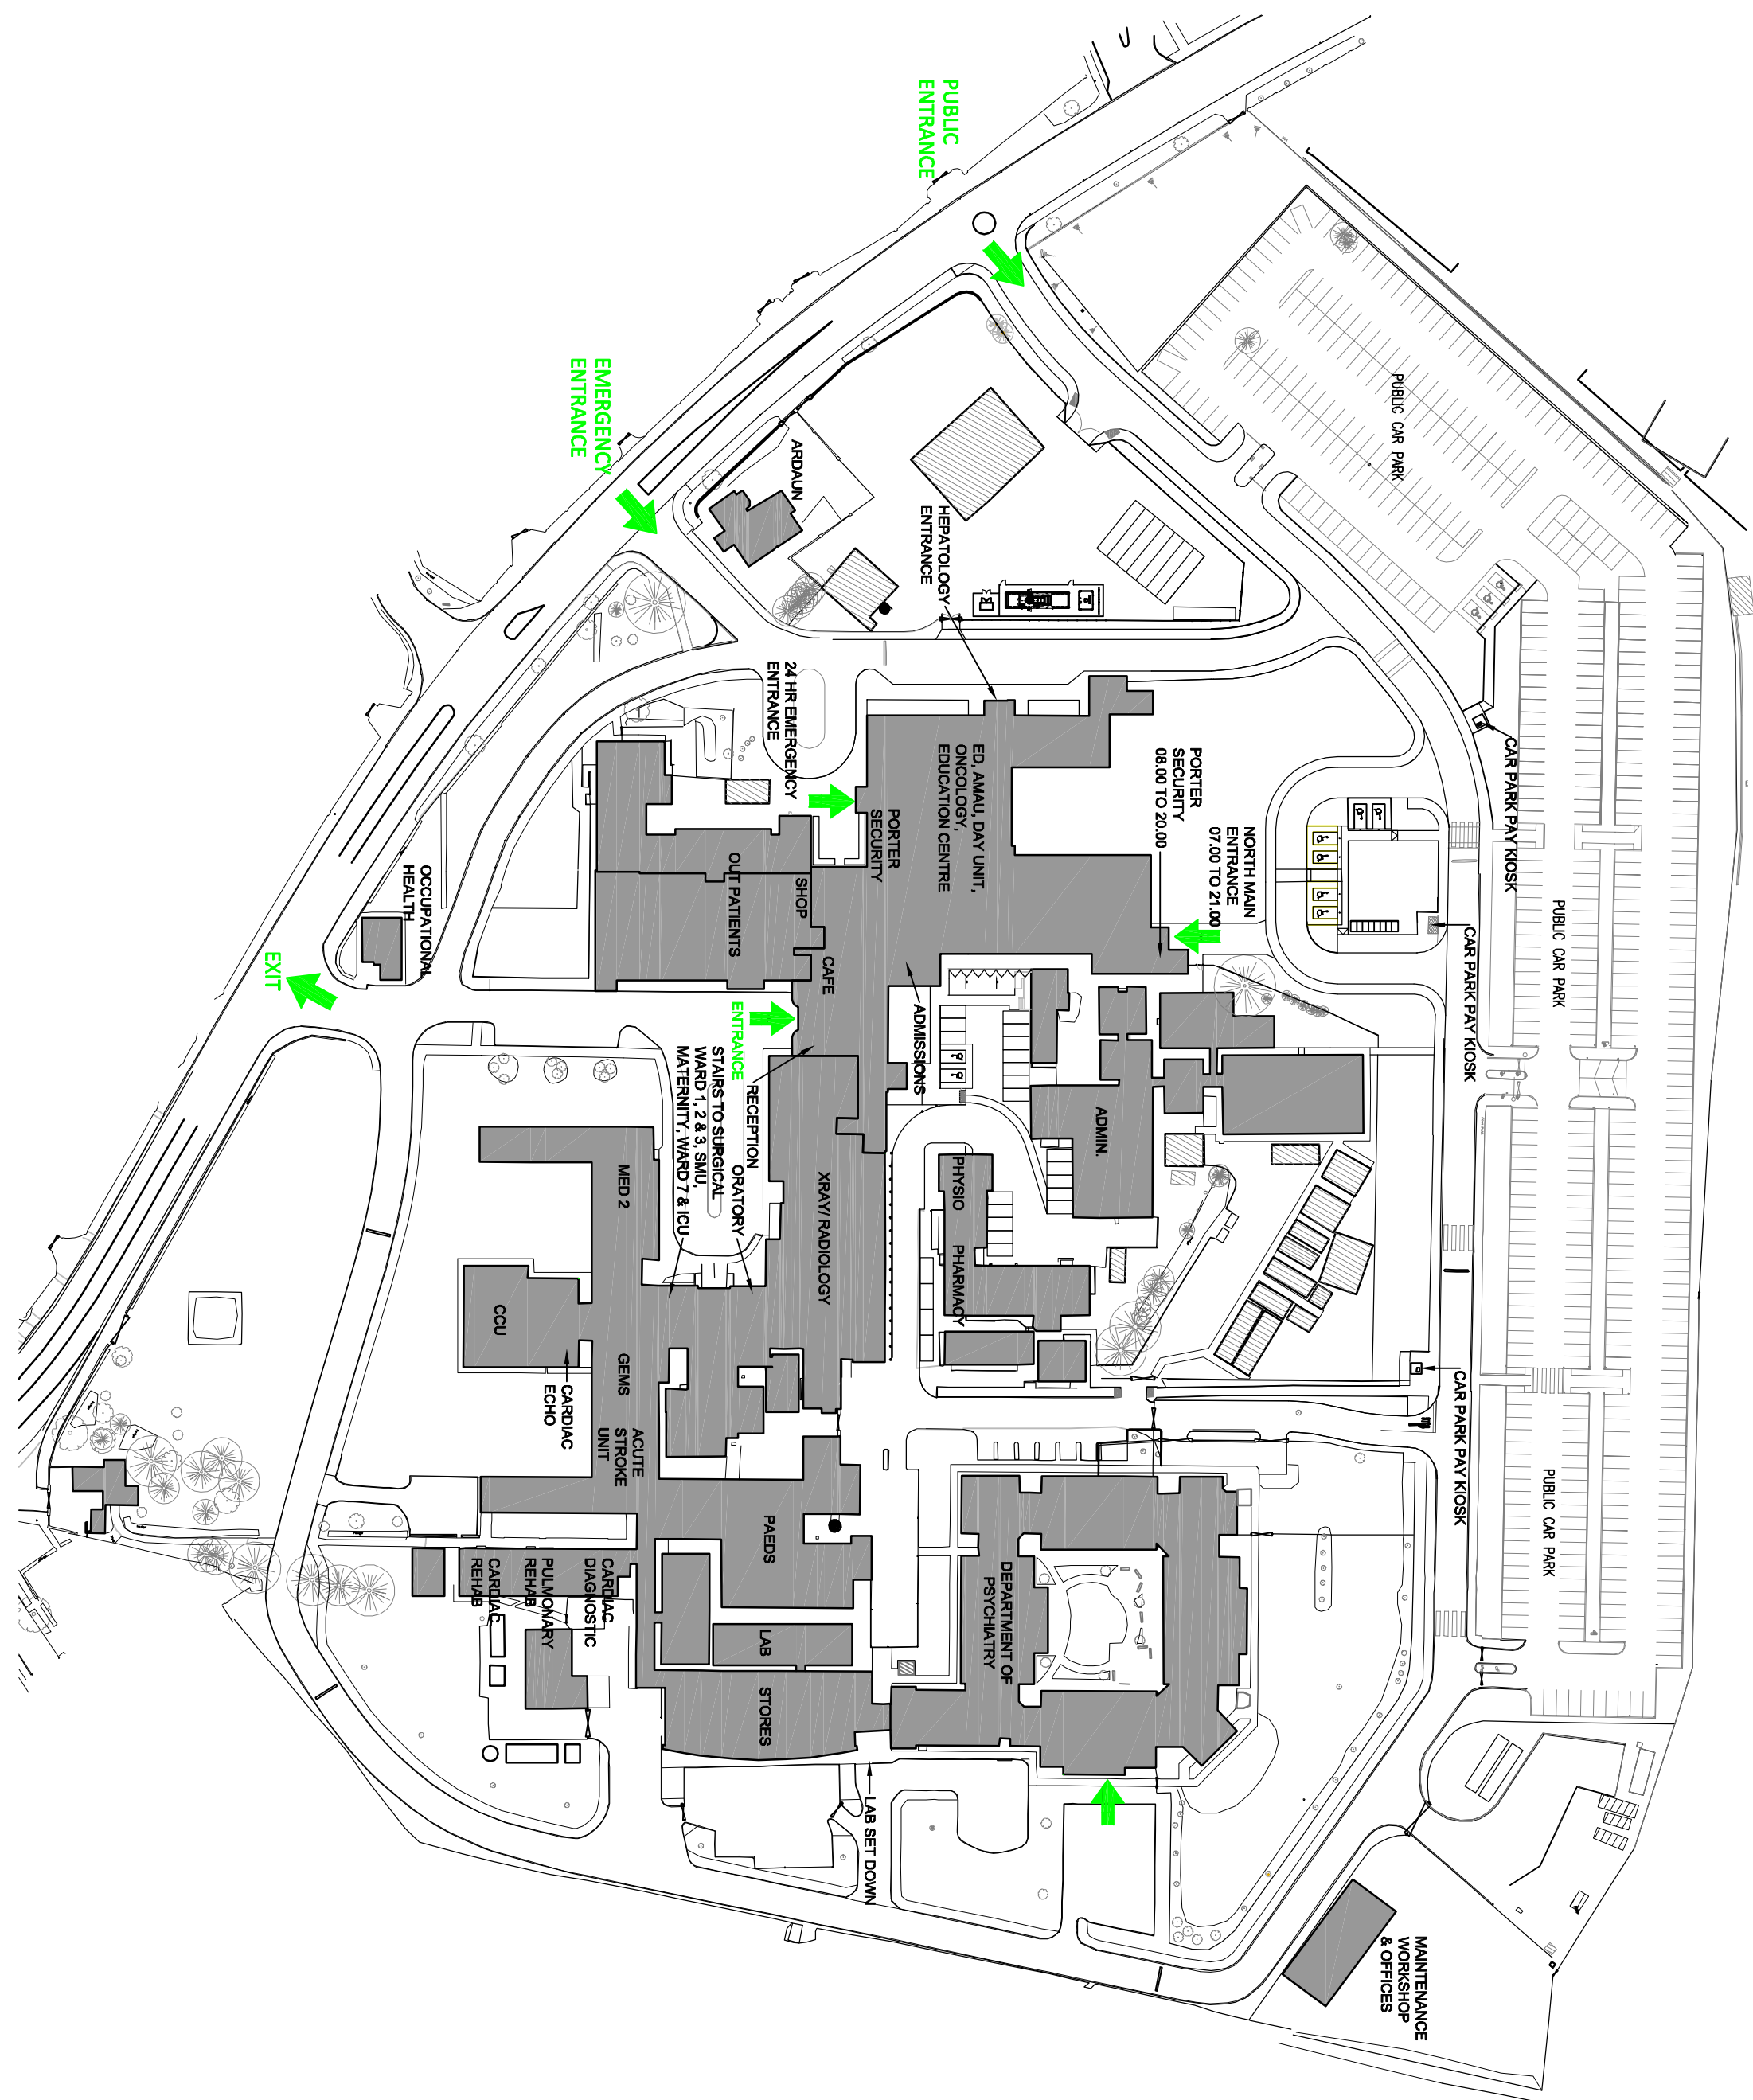 PUBLIC
ENTRANCE
EMERGENCY
ENTRANCE
PUBLIC CAR PARK
ARDAUN
HEPATOLOGY
ENTRANCE
24 HR EMERGENCY
ENTRANCE
CAR PARK PAY KIOSK
PORTER
SECURITY
08.00 TO 20.00
NORTH MAIN
ENTRANCE
07.00 TO 21.00
ED, AMAU, DAY UNIT,
ONCOLOGY,
EDUCATION CENTRE
PORTER
SECURITY
OUT PATIENTS
SHOP
OCCUPATIONAL
HEALTH
EXIT
CAFE
ENTRANCE
ADMISSIONS
PUBLIC CAR PARK
CAR PARK PAY KIOSK
RECEPTION
STAIRS TO SURGICAL
WARD 1, 2 & 3, SMU,
MATERNITY, WARD 7 & ICU
ORATORY
ADMIN.
PHYSIO
PHARMACY
XRAY/ RADIOLOGY
MED 2
CCU
GEMS
CARDIAC
ECHO
ACUTE
STROKE
UNIT
CAR PARK PAY KIOSK
PUBLIC CAR PARK
PAEDS
DEPARTMENT OF
PSYCHIATRY
CARDIAC
DIAGNOSTIC
PULMONARY
REHAB
CARDIAC
REHAB
LAB
STORES
LAB SET DOWN
MAINTENANCE
WORKSHOP
& OFFICES